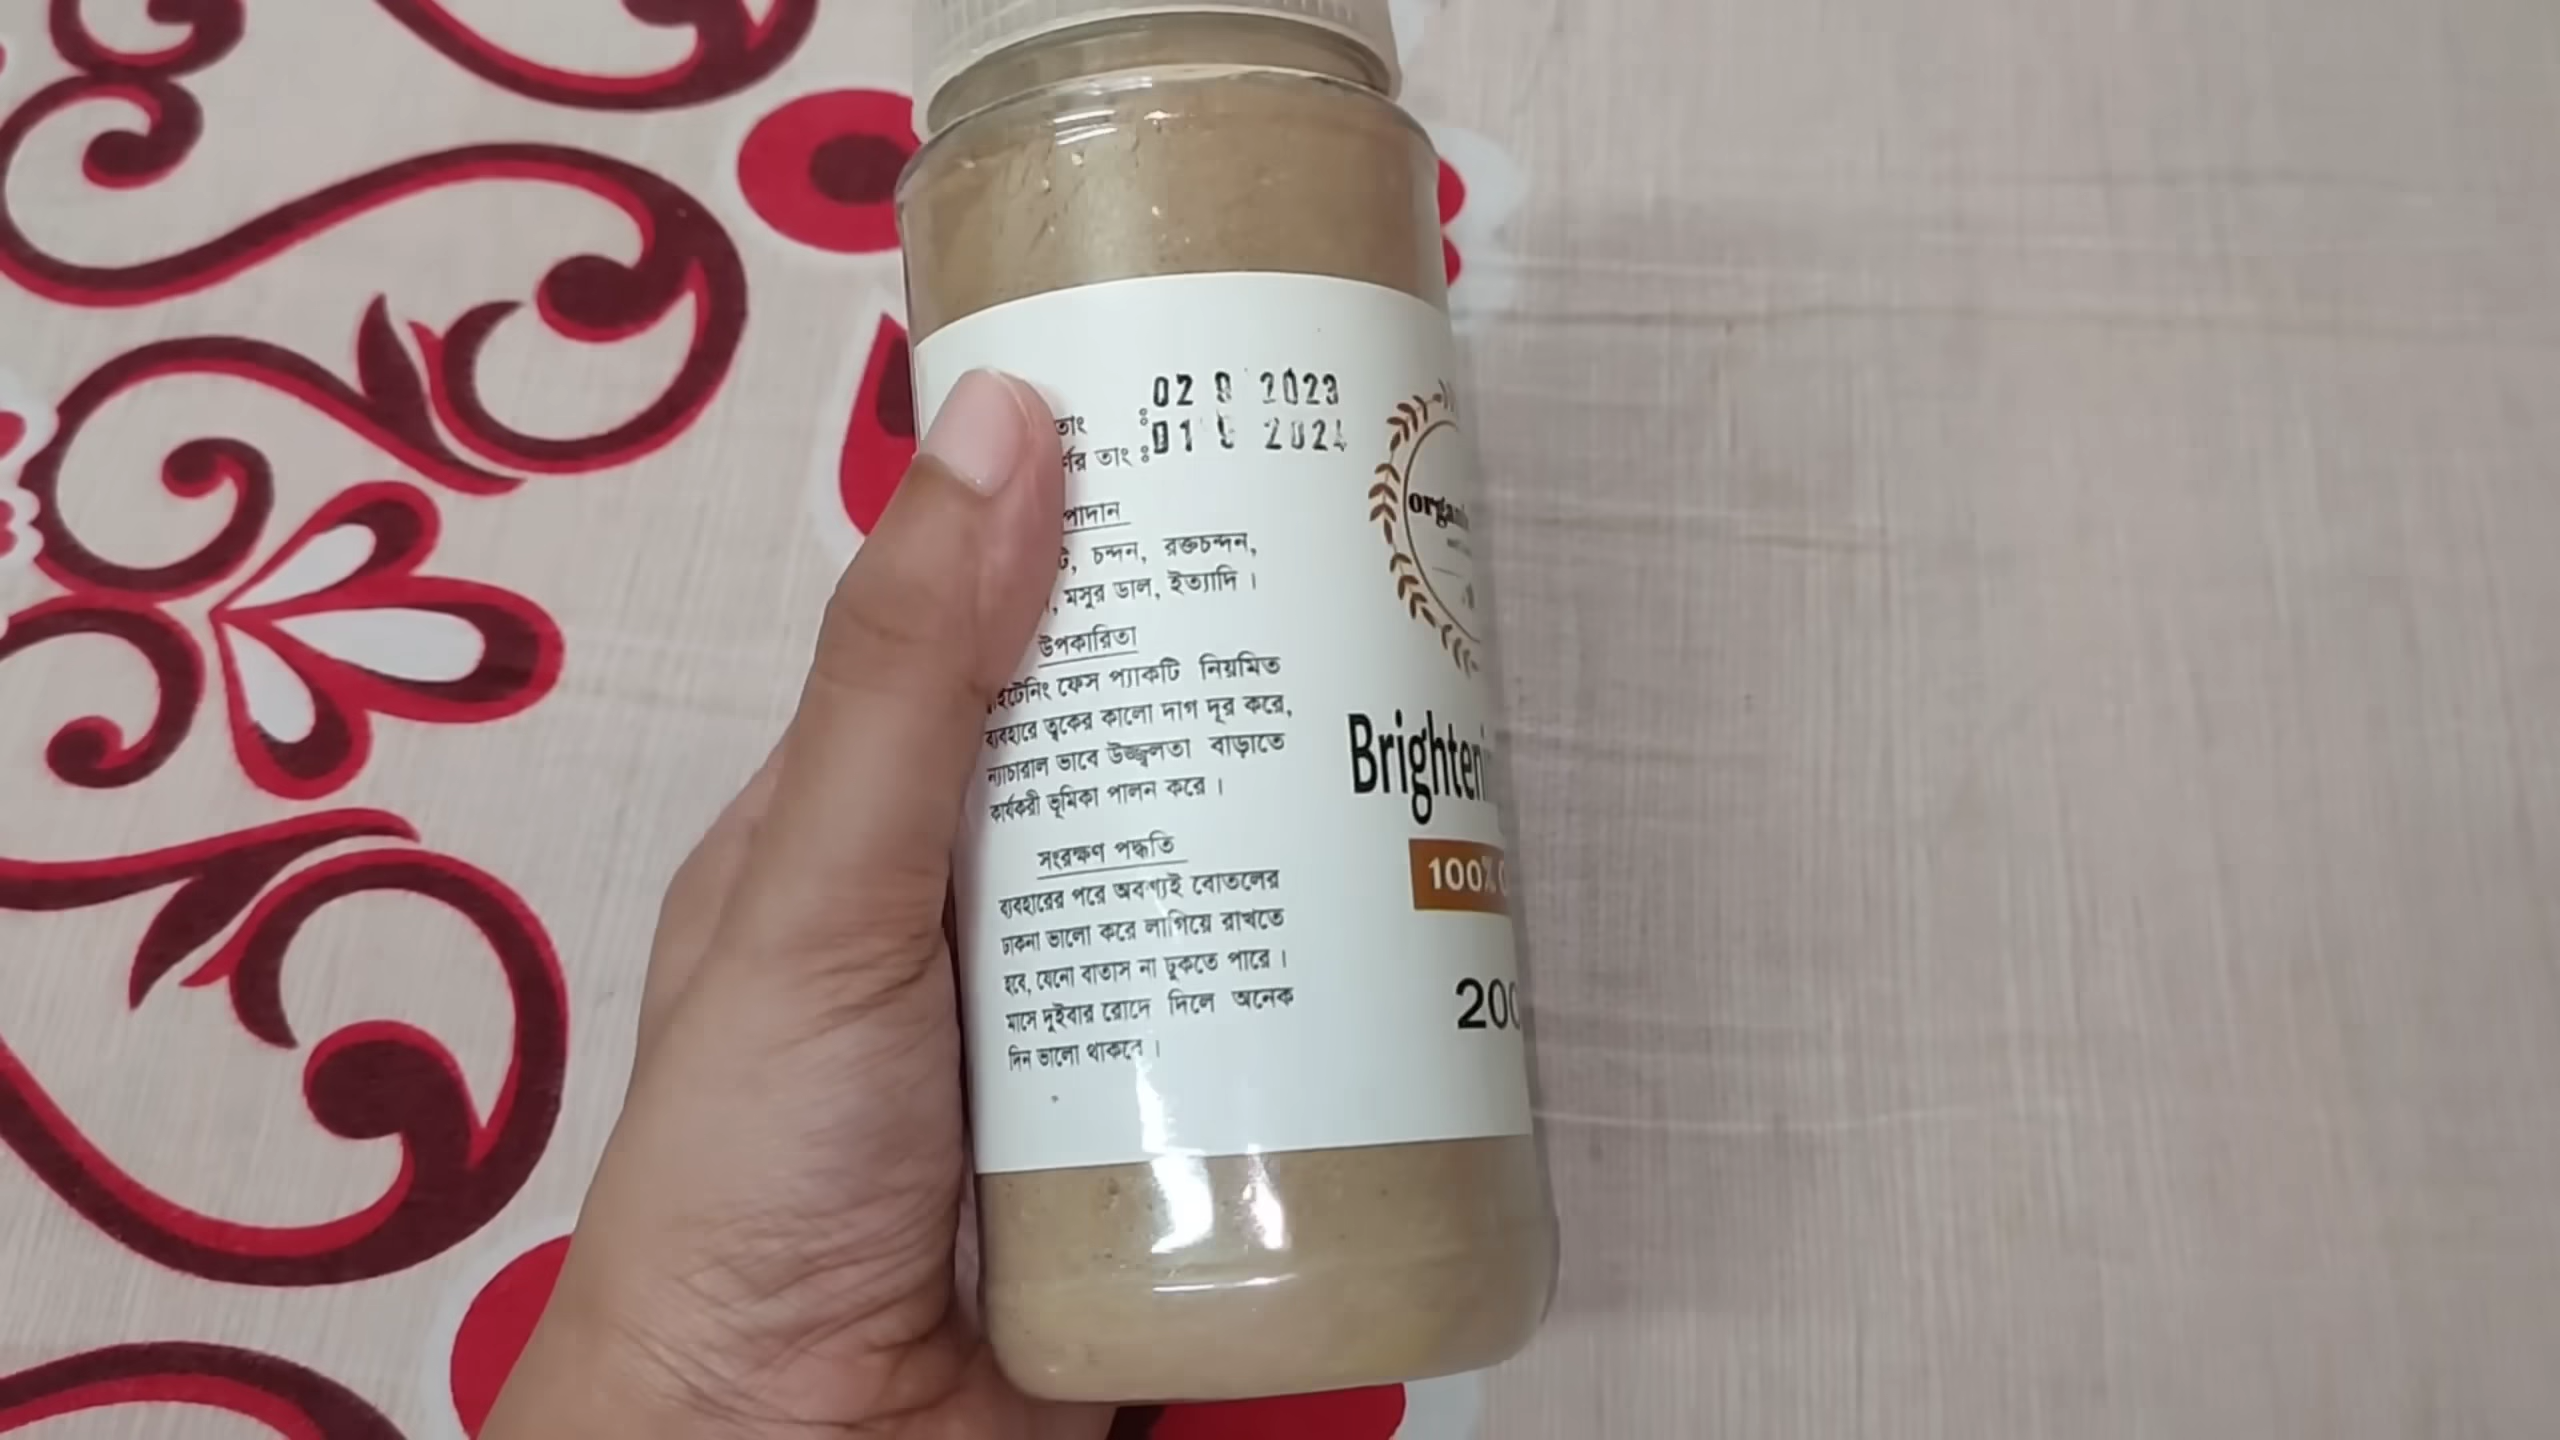 02 8 2023
তাং :
র তাং : 01 2024
চন্দন, রক্তচন্দন,
মসুর ডাল, ইত্যাদি ।
উপকারিতা
ফেস প্যাকটি নিয়মিত
ব্যবহারে ত্বকের কালো দাগ দূর করে,
ন্যাচারাল ভাবে উজ্জ্বলতা বাড়াতে
কার্যকরী ভূমিকা পালন করে ।
সংরক্ষণ পদ্ধতি
ব্যবহারের পরে অবশ্যই বোতলের
ঢাকনা ভালো করে লাগিয়ে রাখতে
হবে, যেনো বাতাস না ঢুকতে পারে ।
মাসে দুইবার রোদে দিলে অনেক
দিন ভালো থাকবে ।
organ
Brighten
100%
200